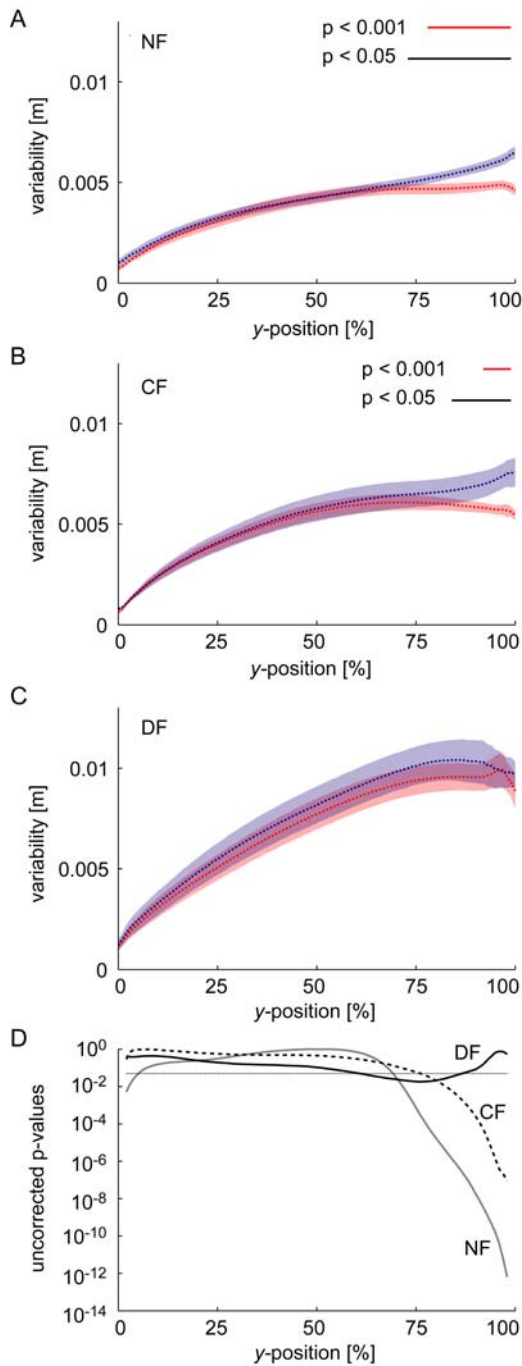 A
NF
p < 0.001
p < 0.05
variability [m]
0.01
0.005
0
0 25 50 75 100
y-position [%]
B
CF
p < 0.001
p < 0.05
variability [m]
0.01
0.005
0
0 25 50 75 100
y-position [%]
C
DF
variability [m]
0.01
0.005
0
0 25 50 75 100
y-position [%]
D
uncorrected p-values
10^0
10^-2
10^-4
10^-6
10^-8
10^-10
10^-12
10^-14
DF
CF
NF
0 25 50 75 100
y-position [%]